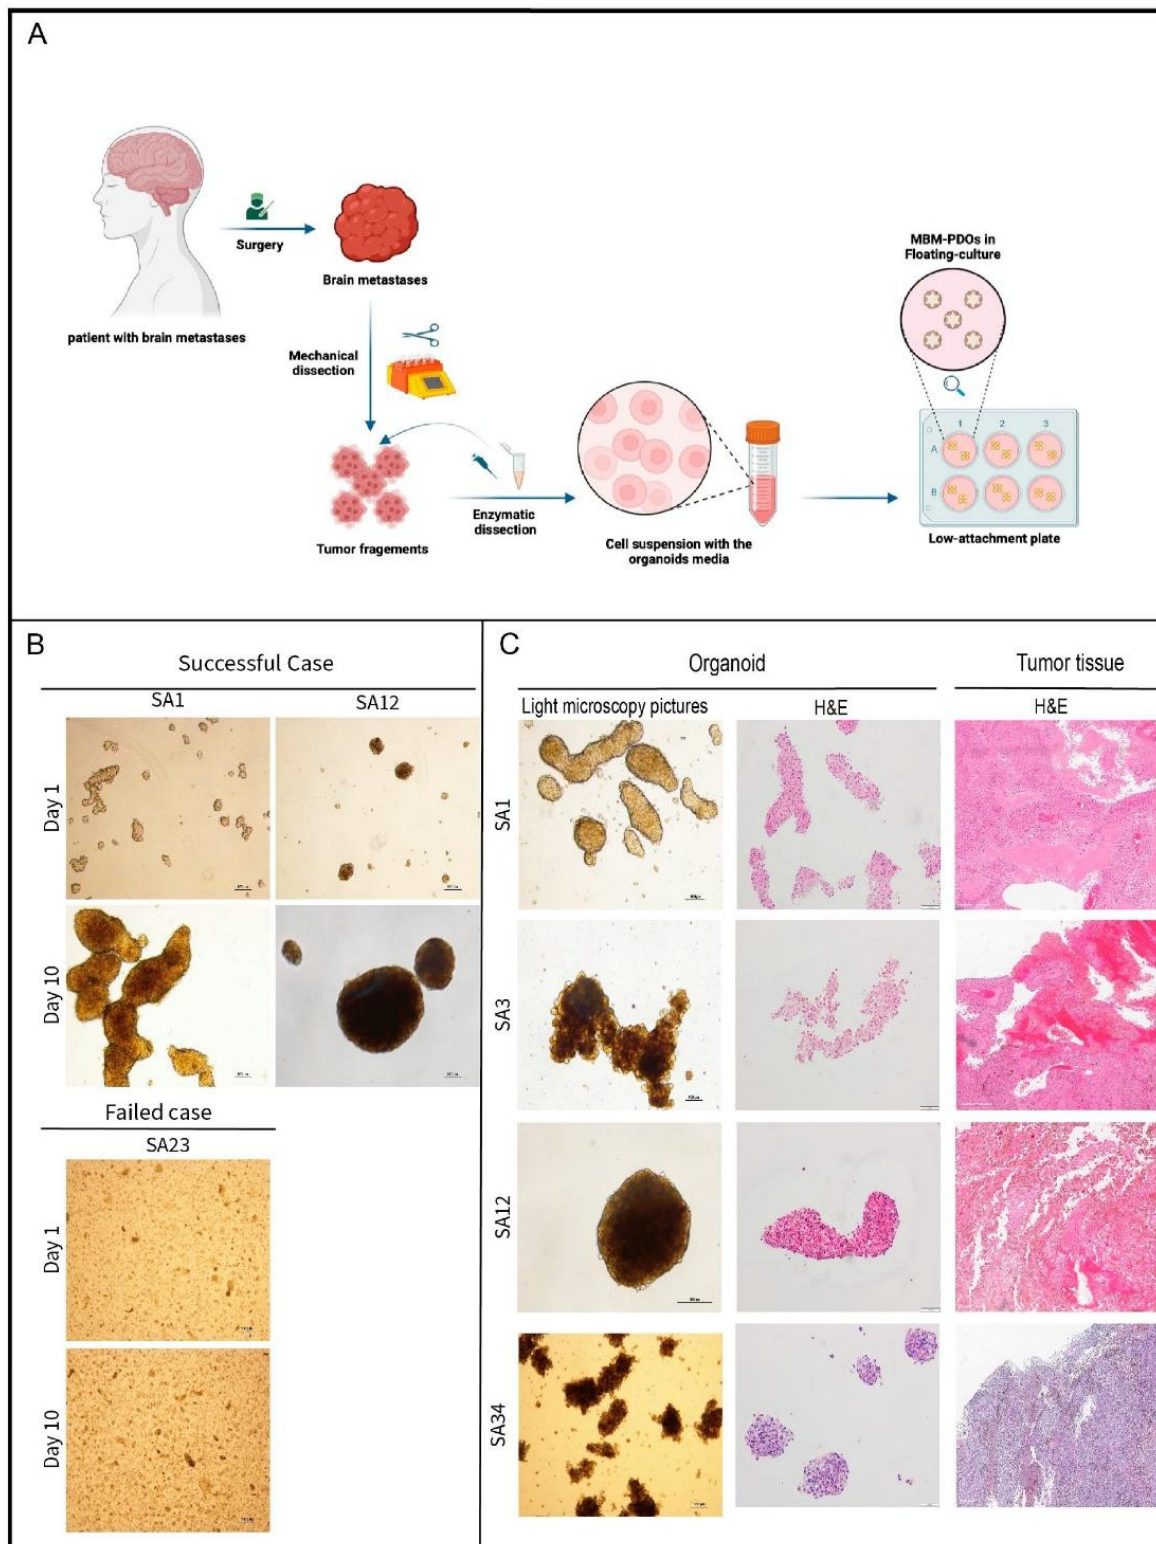 A
Surgery
Brain metastases
patient with brain metastases
Mechanical
dissection
Tumor fragements
Enzymatic
dissection
Cell suspension with the
organoids media
MBM-PDOs in
Floating-culture
1 2 3
A
B
Low-attachment plate
B
Successful Case
SA1 SA12
Day 1
Day 10
Failed case
SA23
Day 1
Day 10
C
Organoid Tumor tissue
Light microscopy pictures H&E H&E
SA1
SA3
SA12
SA34